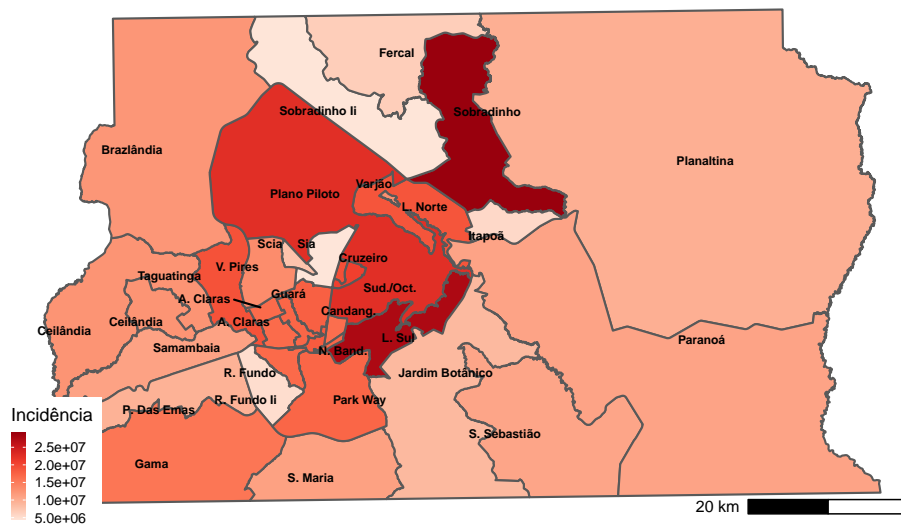 Fercal
Sobradinho Ii
Sobradinho
Brazlândia
Planaltina
Plano Piloto
Varjão
L. Norte
Itapoã
Scia
Sia
Cruzeiro
V. Pires
Taguatinga
Guará
Sud./Oct.
A. Claras
Candang.
Ceilândia
Ceilândia
A. Claras
L. Sul
Paranoá
Samambaia
N. Band.
R. Fundo
Jardim Botânico
R. Fundo Ii
Park Way
P. Das Emas
S. Sebastião
Gama
S. Maria
Incidência
2.5e+07
2.0e+07
1.5e+07
1.0e+07
5.0e+06
20 km